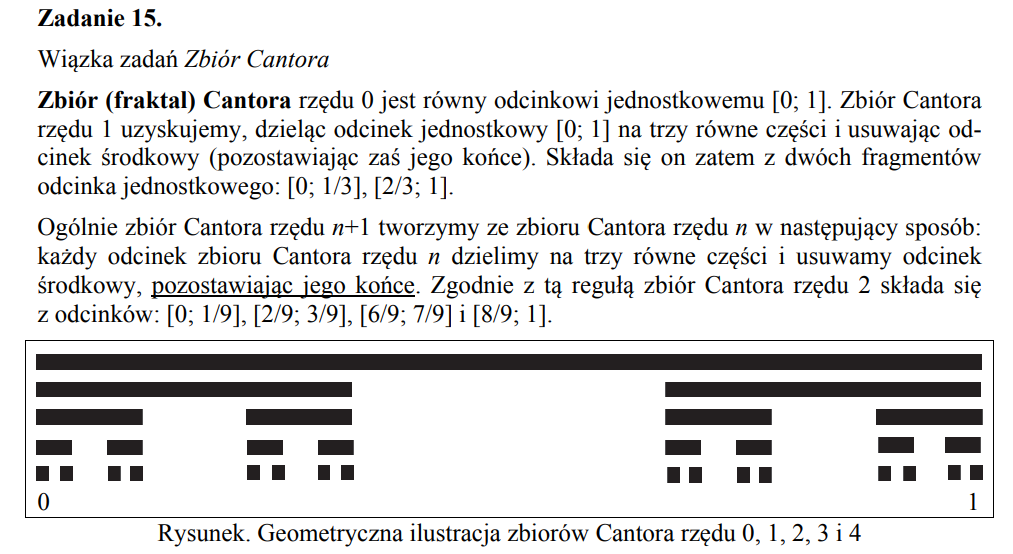 Zadanie 15.
Wiązka zadań Zbiór Cantora
Zbiór (fraktal) Cantora rzędu 0 jest równy odcinkowi jednostkowemu [0; 1]. Zbiór Cantora
rzędu 1 uzyskujemy, dzieląc odcinek jednostkowy [0; 1] na trzy równe części i usuwając od-
cinek środkowy (pozostawiając zaś jego końce). Składa się on zatem z dwóch fragmentów
odcinka jednostkowego: [0; 1/3], [2/3; 1].
Ogólnie zbiór Cantora rzędu n+1 tworzymy ze zbioru Cantora rzędu n w następujący sposób:
każdy odcinek zbioru Cantora rzędu n dzielimy na trzy równe części i usuwamy odcinek
środkowy, pozostawiając jego końce. Zgodnie z tą regułą zbiór Cantora rzędu 2 składa się
z odcinków: [0; 1/9], [2/9; 3/9], [6/9; 7/9] i [8/9; 1].
0 1
Rysunek. Geometryczna ilustracja zbiorów Cantora rzędu 0, 1, 2, 3 i 4